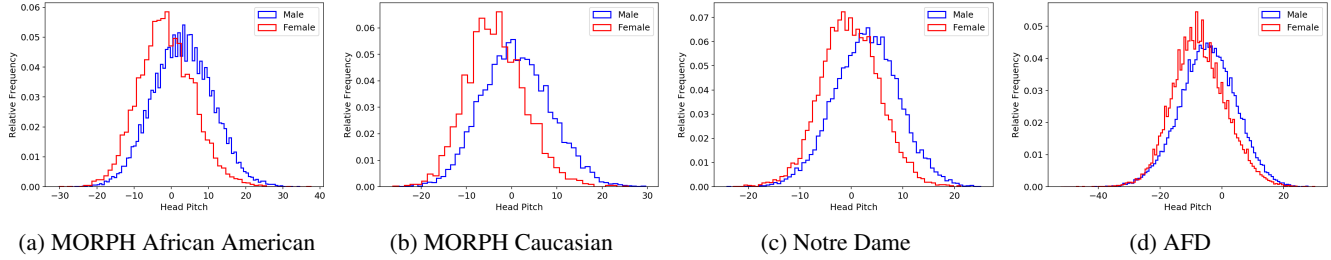 Male
Female
0.06
0.05
0.04
0.03
0.02
0.01
0.00
Relative Frequency
−30 −20 −10 0 10 20 30 40
Head Pitch
(a) MORPH African American
Male
Female
0.06
0.05
0.04
0.03
0.02
0.01
0.00
Relative Frequency
−20 −10 0 10 20 30
Head Pitch
(b) MORPH Caucasian
Male
Female
0.07
0.06
0.05
0.04
0.03
0.02
0.01
0.00
Relative Frequency
−20 −10 0 10 20
Head Pitch
(c) Notre Dame
Male
Female
0.05
0.04
0.03
0.02
0.01
0.00
Relative Frequency
−40 −20 0 20
Head Pitch
(d) AFD